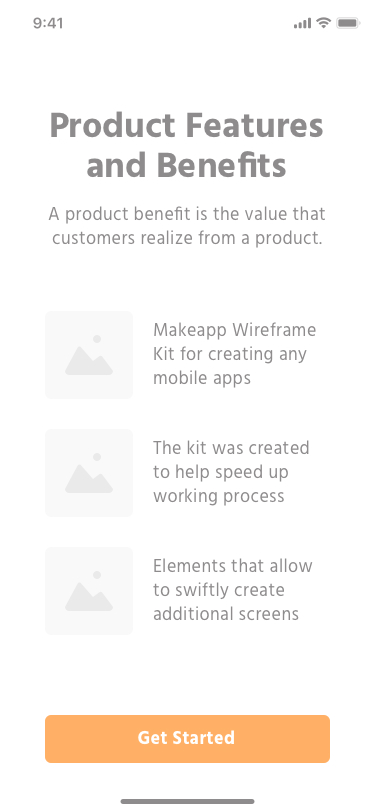 9:41
Product Features
and Benefits
A product benefit is the value that
customers realize from a product.
Makeapp Wireframe
Kit for creating any
mobile apps
The kit was created
to help speed up
working process
Elements that allow
to swiftly create
additional screens
Get Started